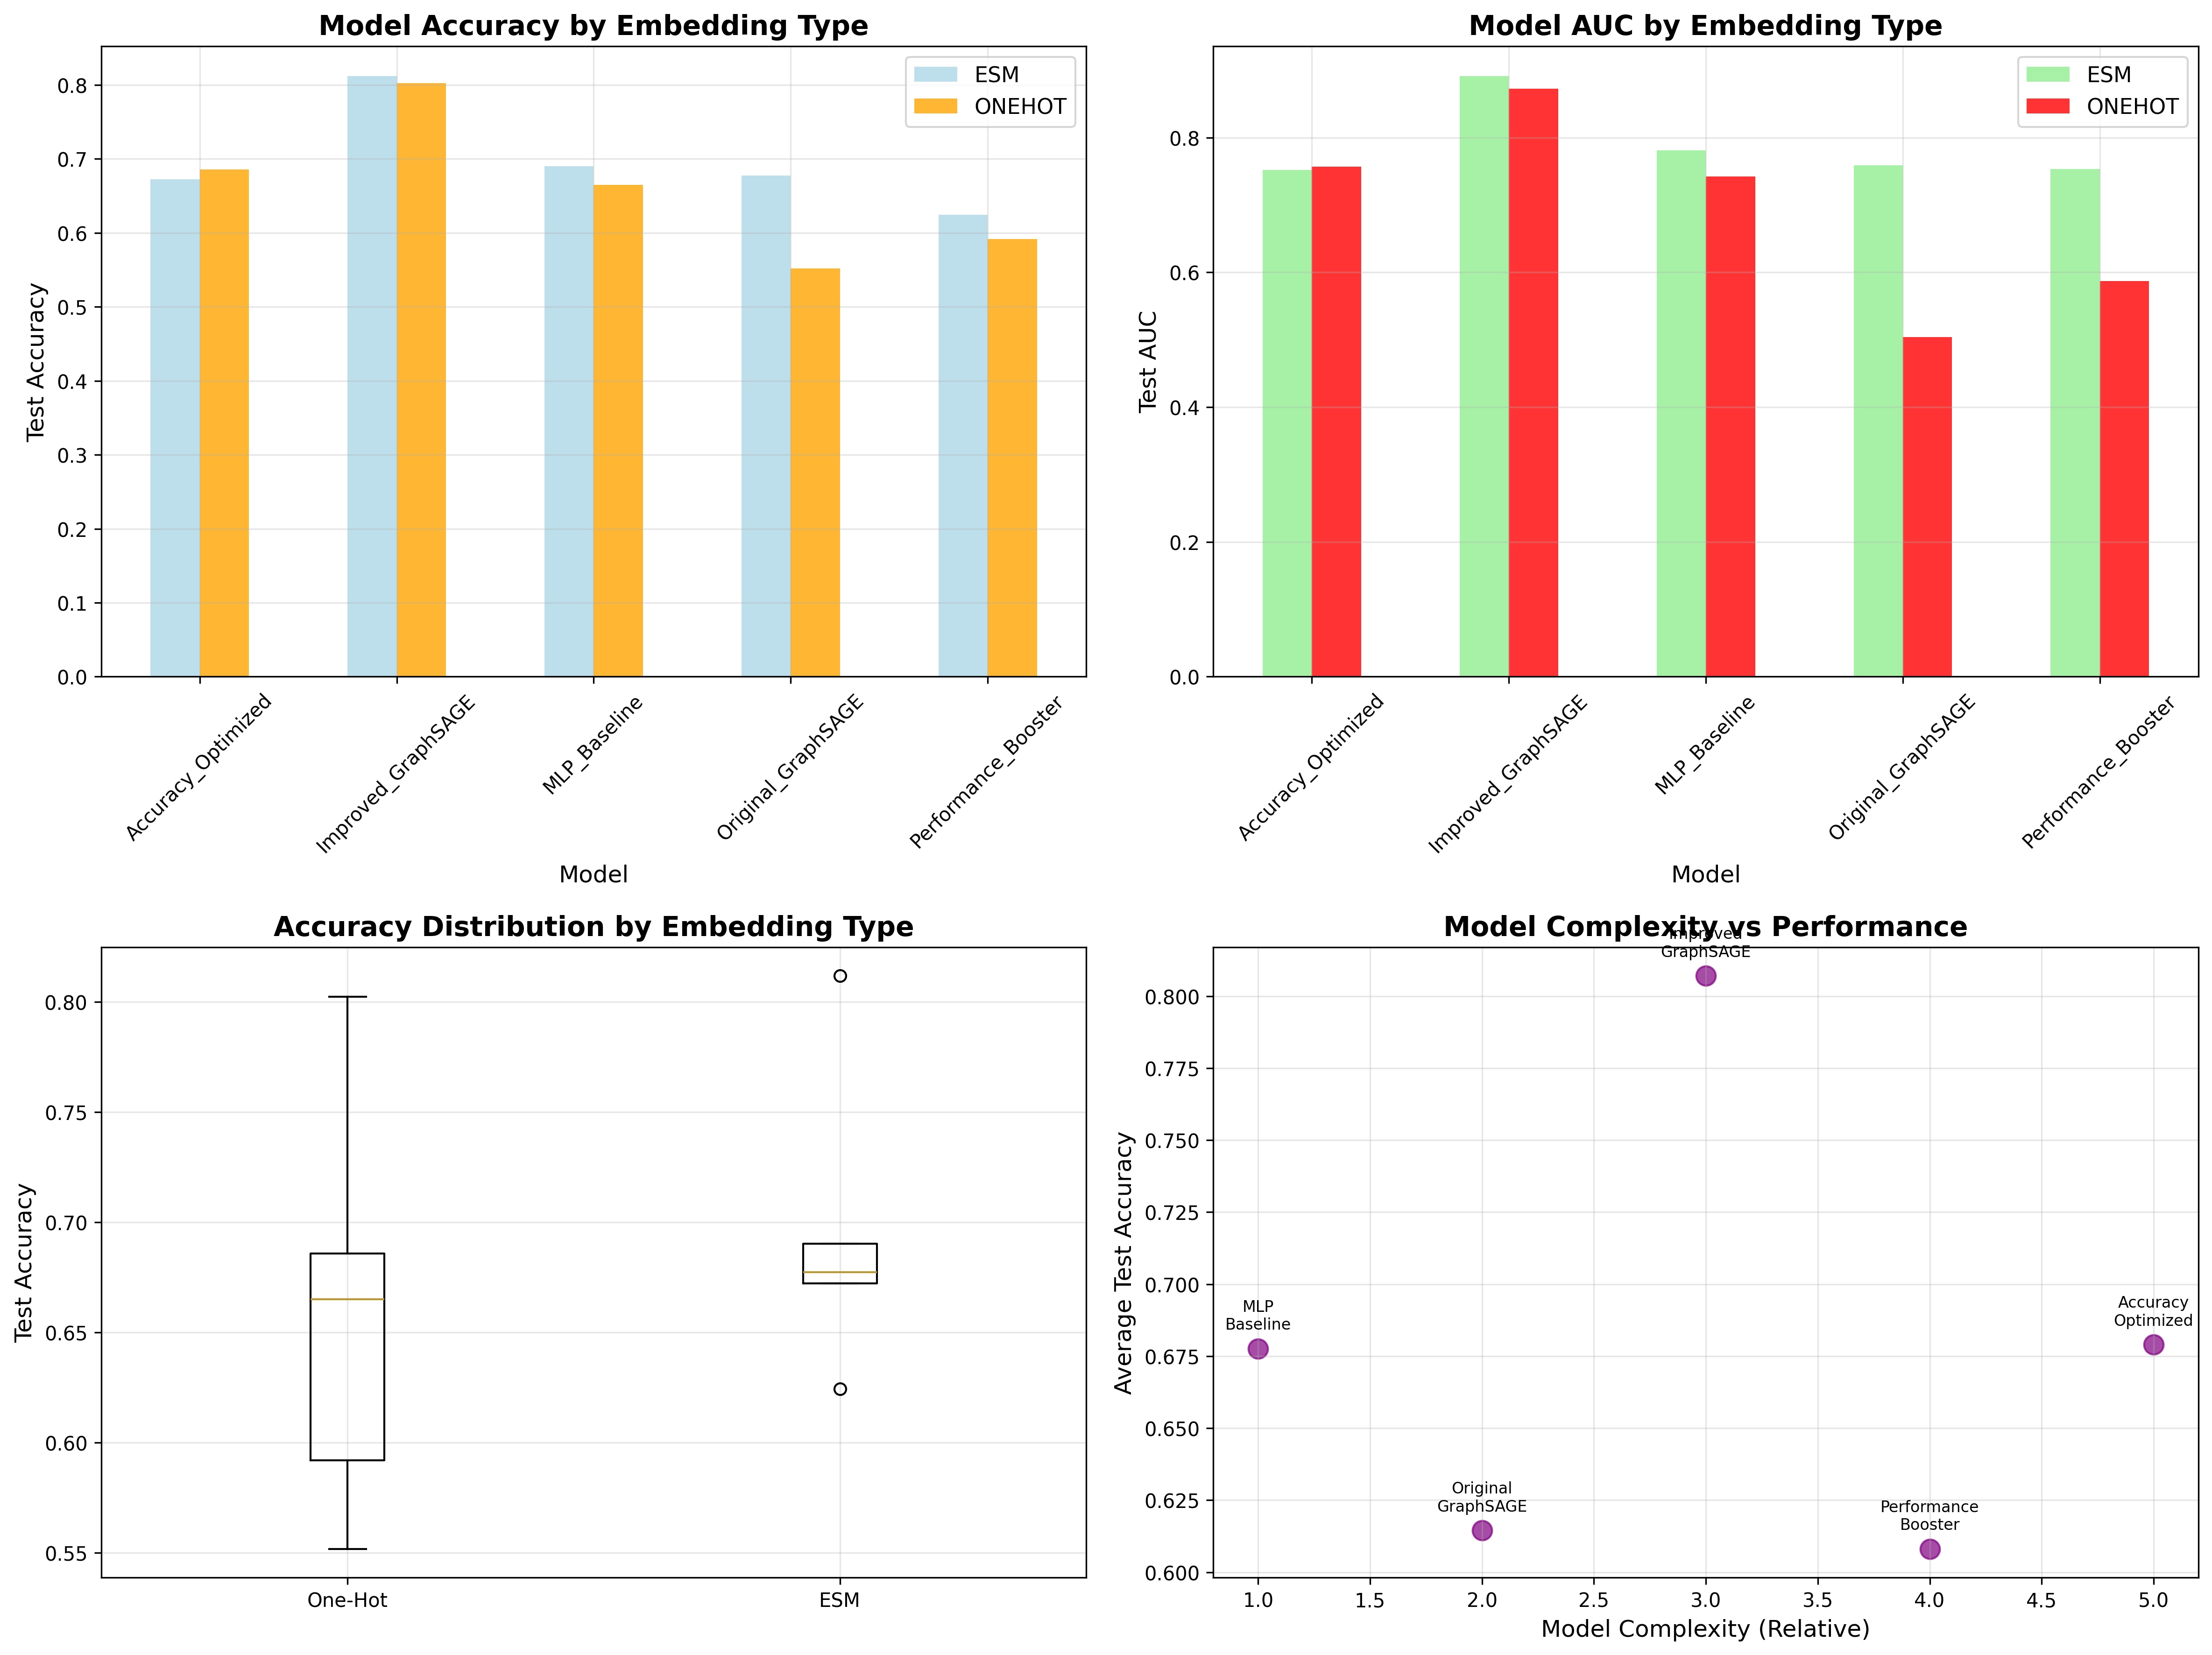 Model Accuracy by Embedding Type
ESM
ONEHOT
Test Accuracy
0.8
0.7
0.6
0.5
0.4
0.3
0.2
0.1
0.0
Accuracy_Optimized
Improved_GraphSAGE
MLP_Baseline
Original_GraphSAGE
Performance_Booster
Model
Model AUC by Embedding Type
ESM
ONEHOT
Test AUC
0.8
0.6
0.4
0.2
0.0
Accuracy_Optimized
Improved_GraphSAGE
MLP_Baseline
Original_GraphSAGE
Performance_Booster
Model
Accuracy Distribution by Embedding Type
Test Accuracy
0.80
0.75
0.70
0.65
0.60
0.55
One-Hot
ESM
Model Complexity vs Performance
Improved
GraphSAGE
Average Test Accuracy
0.800
0.775
0.750
0.725
0.700
0.675
0.650
0.625
0.600
MLP
Baseline
Accuracy
Optimized
Original
GraphSAGE
Performance
Booster
1.0
1.5
2.0
2.5
3.0
3.5
4.0
4.5
5.0
Model Complexity (Relative)